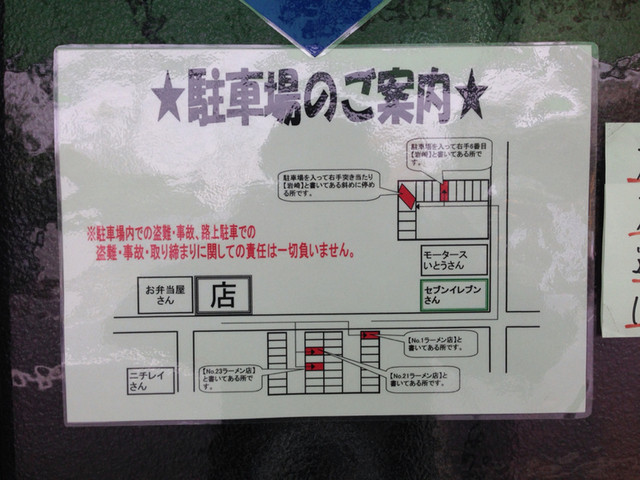 ★駐車場のご案内★
駐車場を入って右手6番目
【岩崎】と書いてある所で
す。
駐車場を入って右手突き当たり
【岩崎】と書いてある斜めに停め
る所です。
※駐車場内での盗難・事故、路上駐車での
盗難・事故・取り締まりに関しての責任は一切負いません。
モータース
いとうさん
お弁当屋
さん
店
セブンイレブン
さん
【No.1ラーメン店】と
書いてある所です。
ニチレイ
さん
【No.23ラーメン店】
と書いてある所で
す。
【No.21ラーメン店】と
書いてある所です。